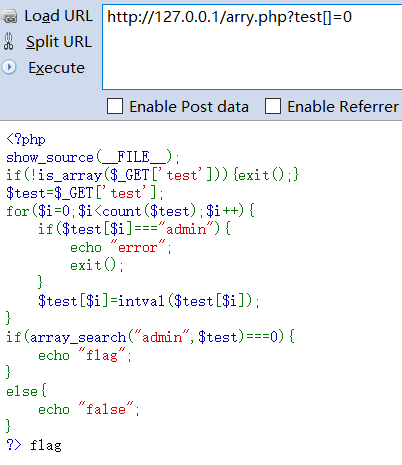 Load URL
http://127.0.0.1/arry.php?test[]=0
Split URL
Execute
Enable Post data
Enable Referrer
<?php
show_source(__FILE__);
if(!is_array($_GET['test'])){exit();}
$test=$_GET['test'];
for($i=0;$i<count($test);$i++){
    if($test[$i]==="admin"){
        echo "error";
        exit();
    }
    $test[$i]=intval($test[$i]);
}
if(array_search("admin",$test)===0){
    echo "flag";
}
else{
    echo "false";
}
?> flag